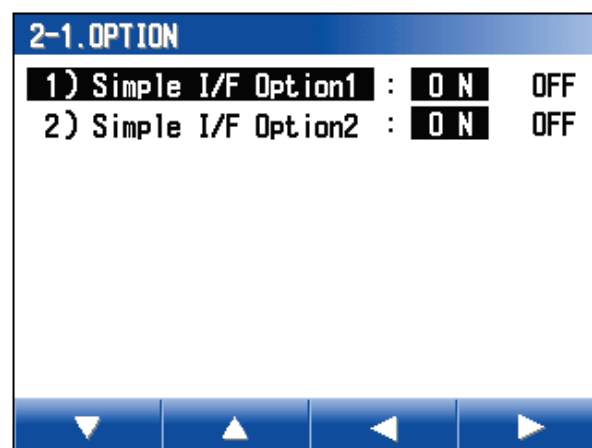 2-1.OPTION
1) Simple I/F Option1 : ON OFF
2) Simple I/F Option2 : ON OFF